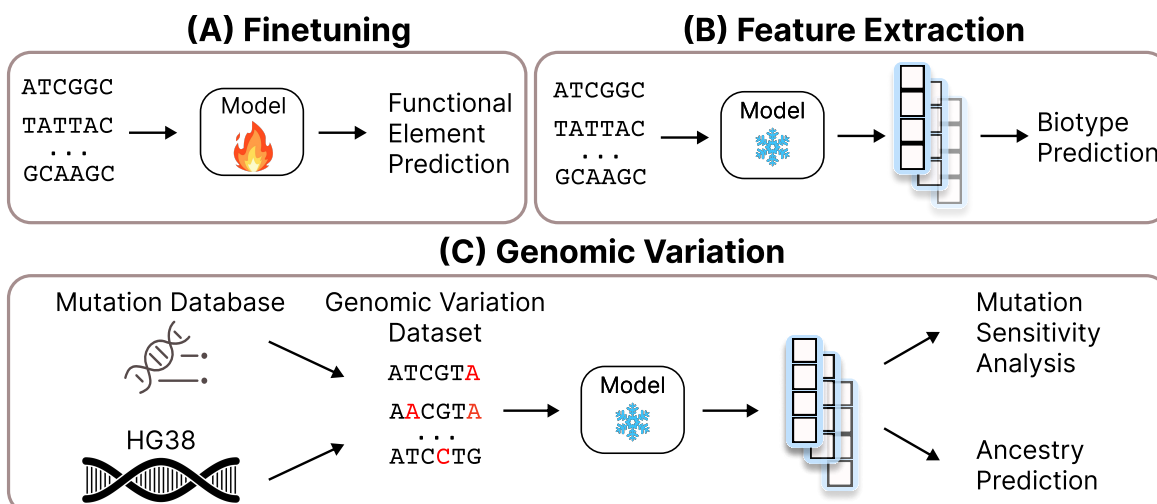 (A) Finetuning
ATCGGC
TATTAC
...
GCAAGC
Model
Functional
Element
Prediction
(B) Feature Extraction
ATCGGC
TATTAC
...
GCAAGC
Model
Biotype
Prediction
(C) Genomic Variation
Mutation Database
HG38
Genomic Variation
Dataset
ATCGTA
AACGTA
...
ATCCTG
Model
Mutation
Sensitivity
Analysis
Ancestry
Prediction